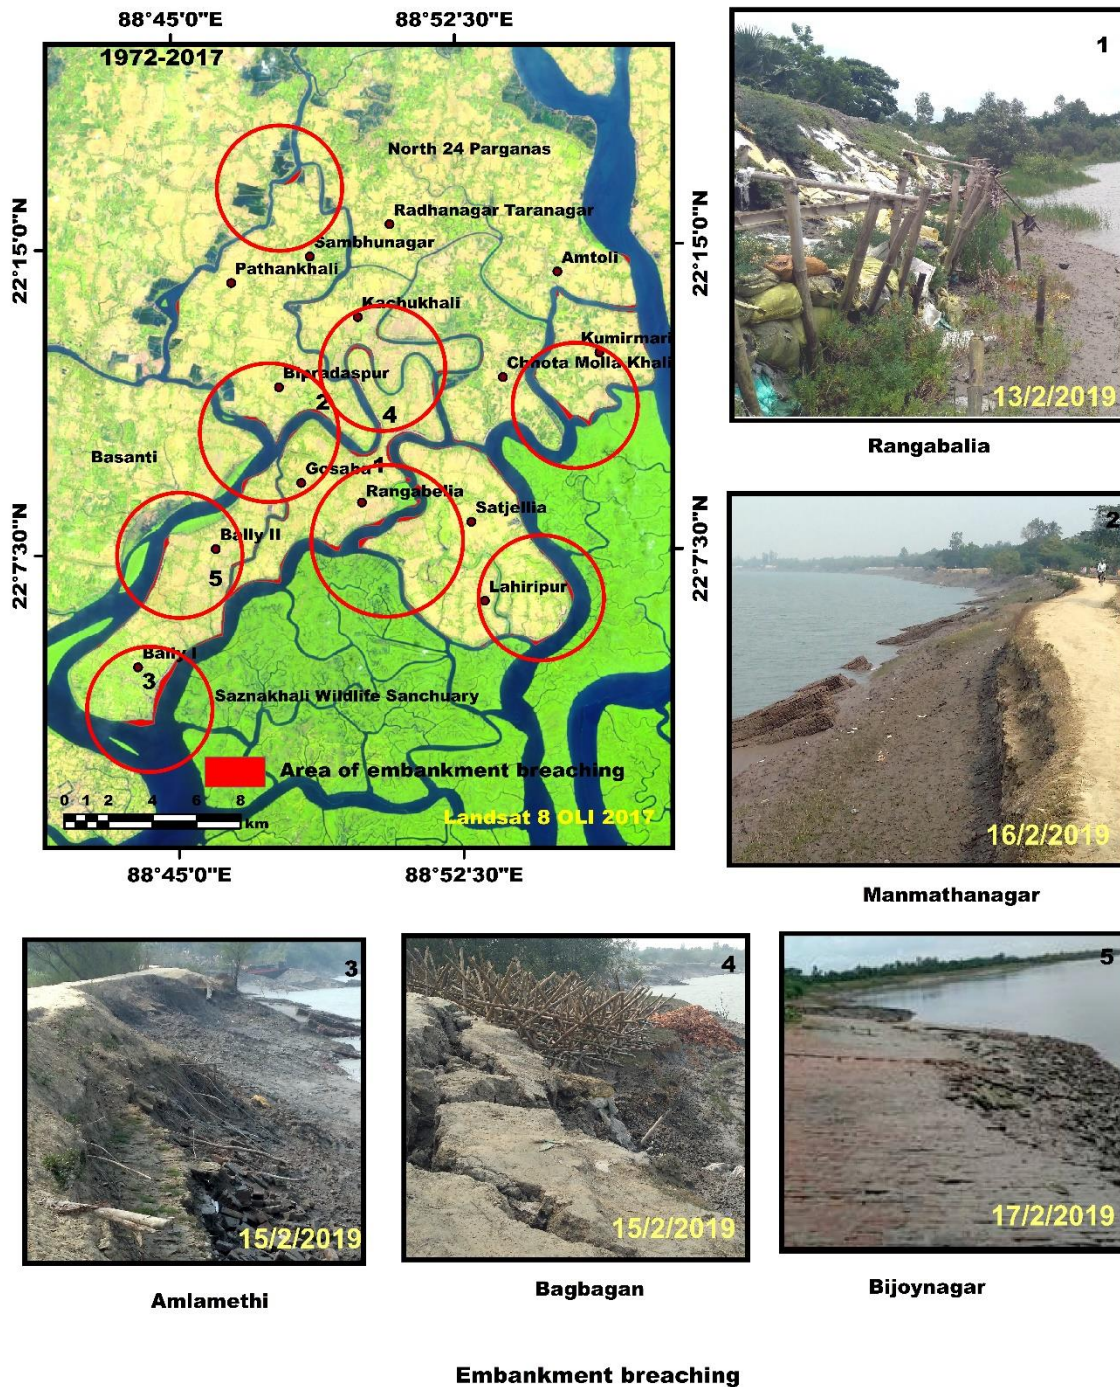 88°45'0"E
88°52'30"E
1972-2017
North 24 Parganas
Radhanagar Taranagar
Sambhunagar
22°15'0"N
22°15'0"N
Pathankhali
Amtoli
Kachukhali
Kumirmari
Chhota Molla Khali
Bipradaspur
2
4
Basanti
1
Gosaba
Rangabelia
Satjellia
22°7'30"N
22°7'30"N
Bally II
5
Lahiripur
Bally I
3
Saznakhali Wildlife Sanchuary
Area of embankment breaching
0 1 2 4 6 8
km
Landsat 8 OLI 2017
88°45'0"E
88°52'30"E
1
13/2/2019
Rangabalia
2
16/2/2019
Manmathanagar
3
15/2/2019
Amlamethi
4
15/2/2019
Bagbagan
5
17/2/2019
Bijoynagar
Embankment breaching